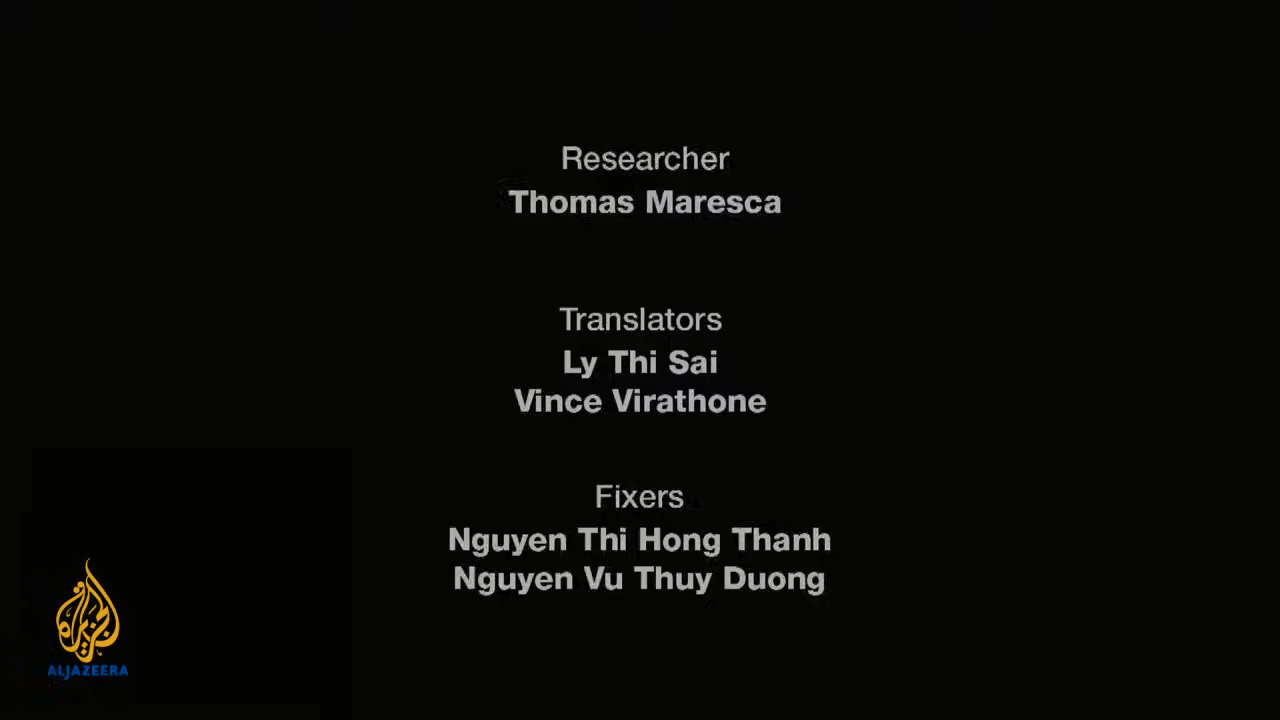 Researcher
Thomas Maresca
Translators
Ly Thi Sai
Vince Virathone
Fixers
Nguyen Thi Hong Thanh
Nguyen Vu Thuy Duong
الجزيرة
ALJAZEERA